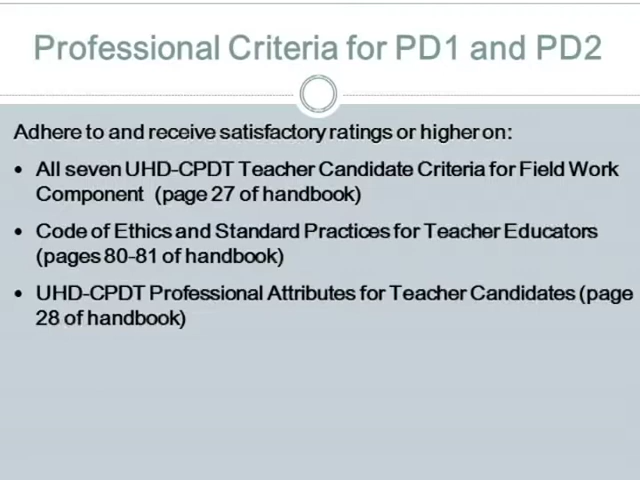 Professional Criteria for PD1 and PD2
Adhere to and receive satisfactory ratings or higher on:
• All seven UHD-CPDT Teacher Candidate Criteria for Field Work
Component (page 27 of handbook)
• Code of Ethics and Standard Practices for Teacher Educators
(pages 80-81 of handbook)
• UHD-CPDT Professional Attributes for Teacher Candidates (page
28 of handbook)